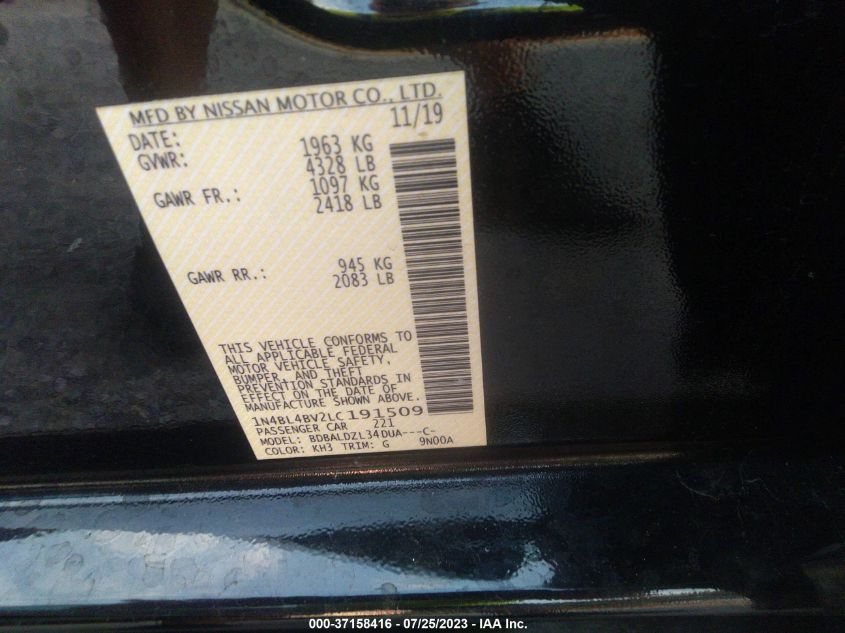 MFD BY NISSAN MOTOR CO., LTD.
DATE: 11/19
GVWR: 1963 KG
4328 LB
GAWR FR.: 1097 KG
2418 LB
GAWR RR.: 945 KG
2083 LB
THIS VEHICLE CONFORMS TO
ALL APPLICABLE FEDERAL
MOTOR VEHICLE SAFETY,
BUMPER, AND THEFT
PREVENTION STANDARDS IN
EFFECT ON THE DATE OF
MANUFACTURE SHOWN ABOVE.
1N4BL4BV2LC191509
PASSENGER CAR 221
MODEL: BDBALDZL34DUA---C-
COLOR: KH3 TRIM: G 9N00A
000-37158416 - 07/25/2023 - IAA Inc.